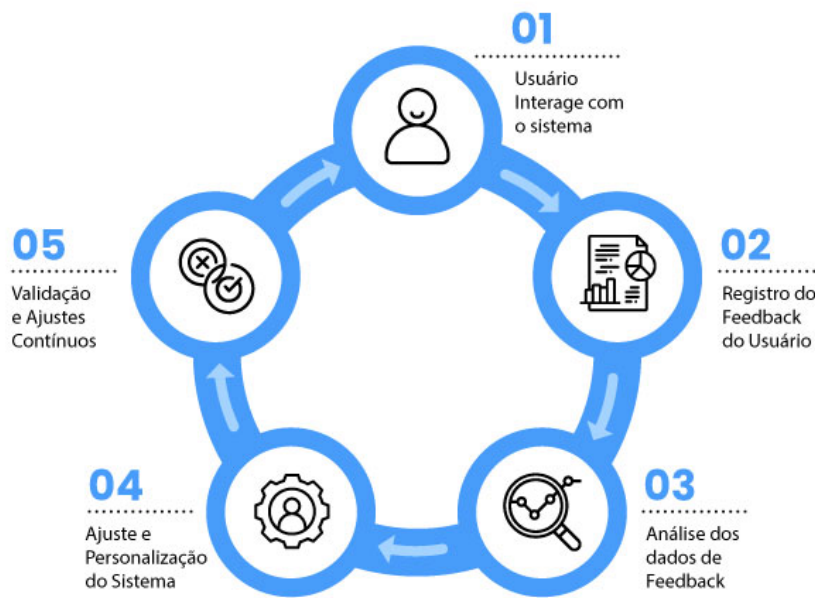 01
Usuário
Interage com
o sistema
02
Registro do
Feedback
do Usuário
03
Análise dos
dados de
Feedback
04
Ajuste e
Personalização
do Sistema
05
Validação
e Ajustes
Contínuos